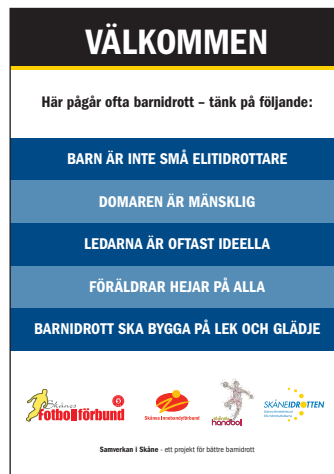 VÄLKOMMEN
Här pågår ofta barnidrott – tänk på följande:
BARN ÄR INTE SMÅ ELITIDROTTARE
DOMAREN ÄR MÄNSKLIG
LEDARNA ÄR OFTAST IDEELLA
FÖRÄLDRAR HEJAR PÅ ALLA
BARNIDROTT SKA BYGGA PÅ LEK OCH GLÄDJE
Skånes
Fotbollförbund
Skånes Innebandyförbund
handboll
SKÅNEIDROTTEN
Samverkan i Skåne - ett projekt för bättre barnidrott